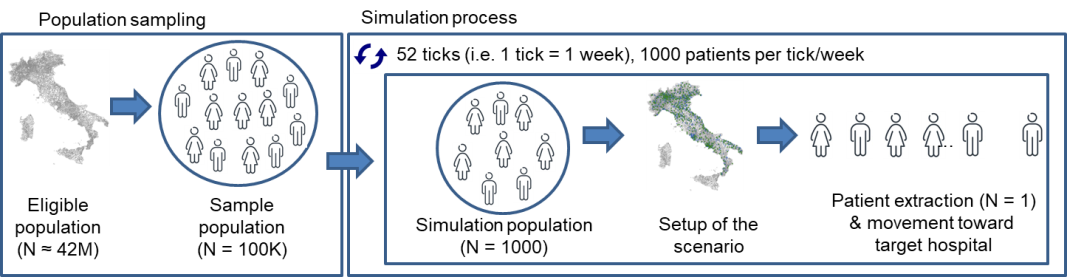 Population sampling
Simulation process
52 ticks (i.e. 1 tick = 1 week), 1000 patients per tick/week
Eligible
population
(N ≈ 42M)
Sample
population
(N = 100K)
Simulation population
(N = 1000)
Setup of the
scenario
...
Patient extraction (N = 1)
& movement toward
target hospital